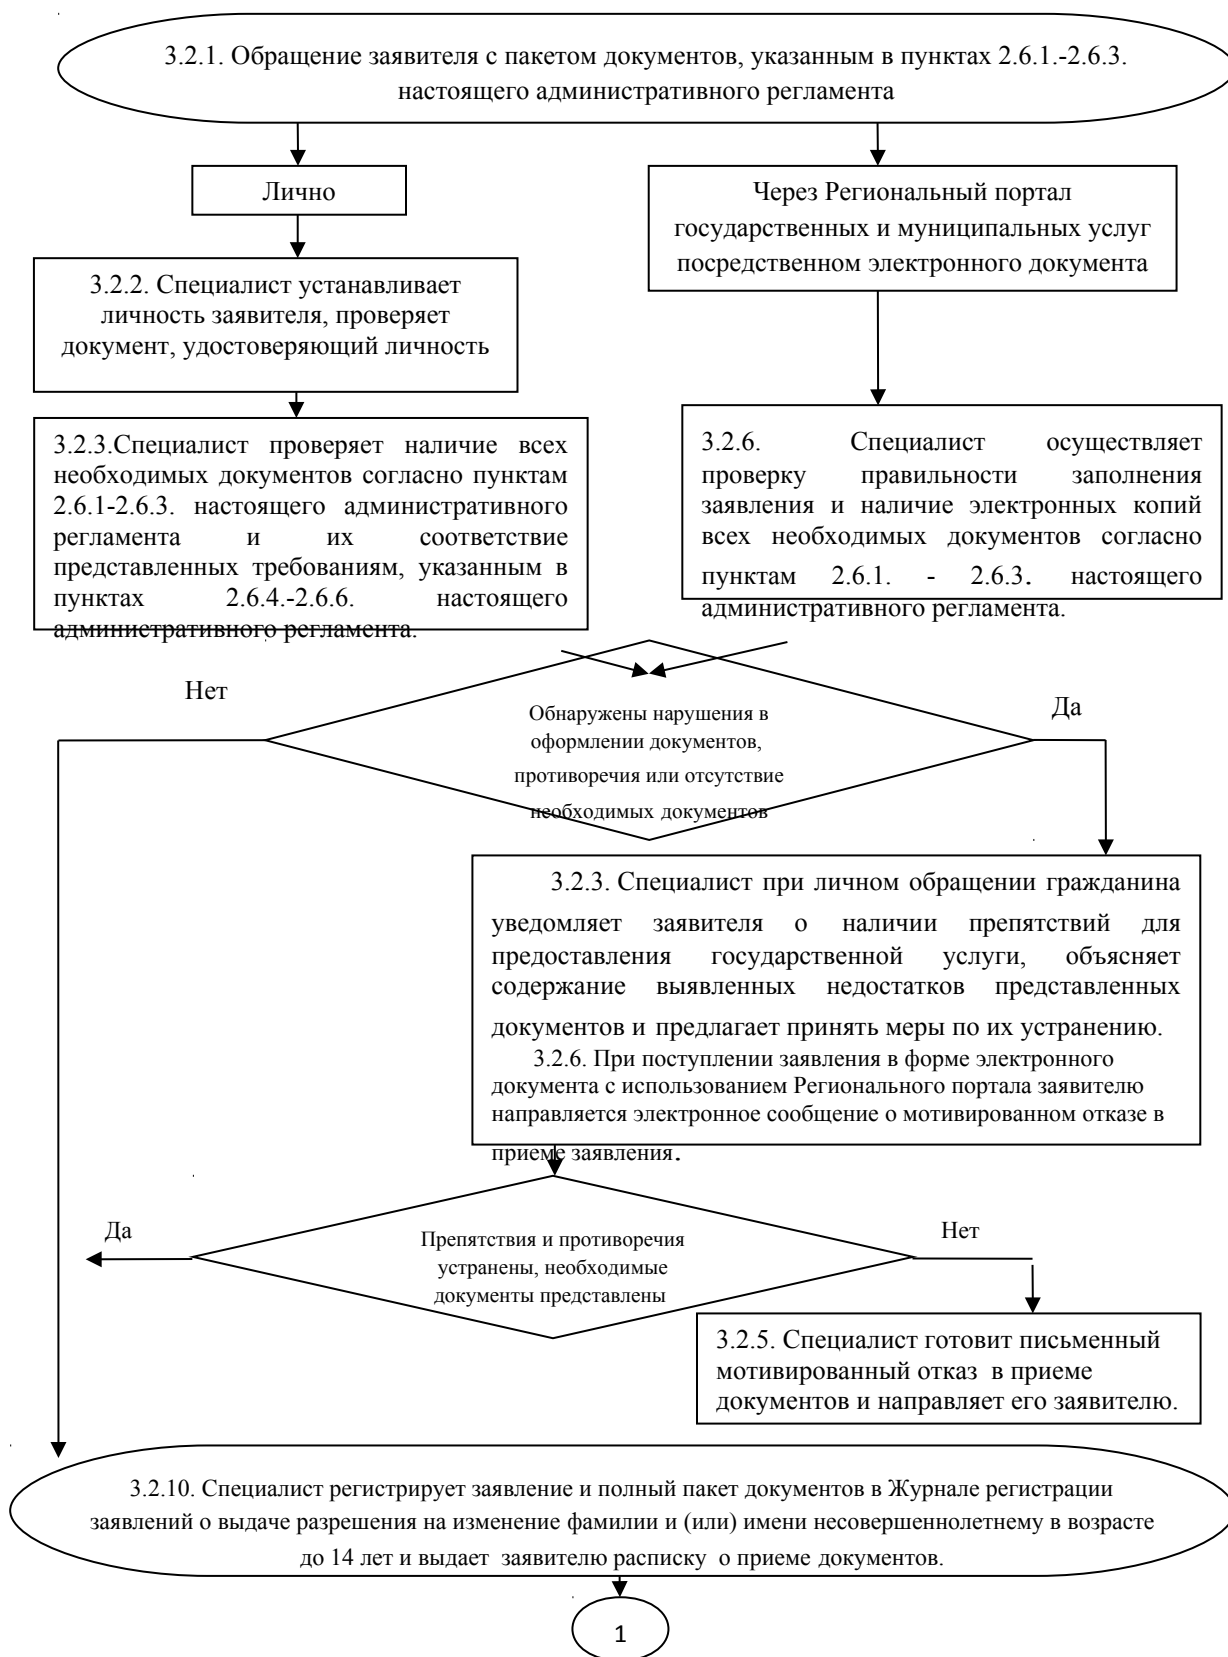 3.2.1. Обращение заявителя с пакетом документов, указанным в пунктах 2.6.1.-2.6.3.
настоящего административного регламента
Лично
Через Региональный портал
государственных и муниципальных услуг
посредственном электронного документа
3.2.2. Специалист устанавливает
личность заявителя, проверяет
документ, удостоверяющий личность
3.2.3.Специалист проверяет наличие всех
необходимых документов согласно пунктам
2.6.1-2.6.3. настоящего административного
регламента и их соответствие
представленных требованиям, указанным в
пунктах 2.6.4.-2.6.6. настоящего
административного регламента.
3.2.6. Специалист осуществляет
проверку правильности заполнения
заявления и наличие электронных копий
всех необходимых документов согласно
пунктам 2.6.1. - 2.6.3. настоящего
административного регламента.
Нет
Да
Обнаружены нарушения в
оформлении документов,
противоречия или отсутствие
необходимых документов
3.2.3. Специалист при личном обращении гражданина
уведомляет заявителя о наличии препятствий для
предоставления государственной услуги, объясняет
содержание выявленных недостатков представленных
документов и предлагает принять меры по их устранению.
3.2.6. При поступлении заявления в форме электронного
документа с использованием Регионального портала заявителю
направляется электронное сообщение о мотивированном отказе в
приеме заявления.
Да
Нет
Препятствия и противоречия
устранены, необходимые
документы представлены
3.2.5. Специалист готовит письменный
мотивированный отказ в приеме
документов и направляет его заявителю.
3.2.10. Специалист регистрирует заявление и полный пакет документов в Журнале регистрации
заявлений о выдаче разрешения на изменение фамилии и (или) имени несовершеннолетнему в возрасте
до 14 лет и выдает заявителю расписку о приеме документов.
1